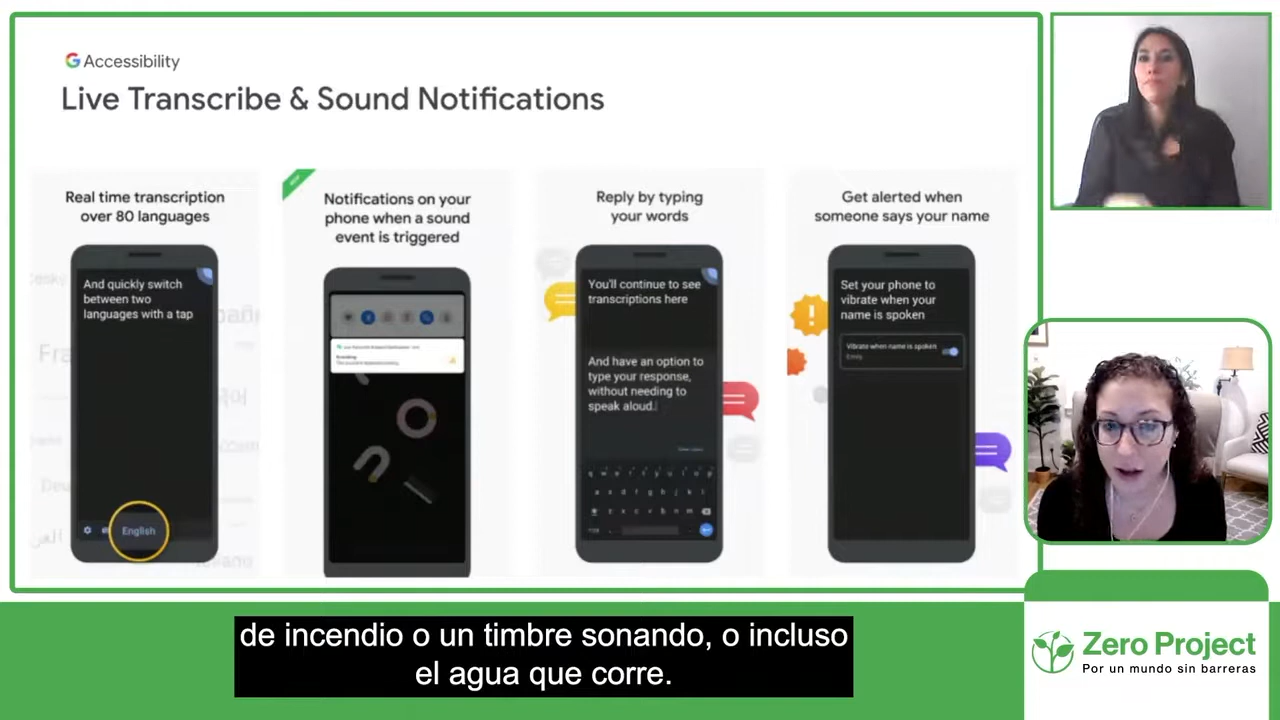 Accessibility
Live Transcribe & Sound Notifications
Real time transcription
over 80 languages
And quickly switch
between two
languages with a tap
English
Notifications on your
phone when a sound
event is triggered
Reply by typing
your words
You'll continue to see
transcriptions here
And have an option to
type your response,
without needing to
speak aloud.
Get alerted when
someone says your name
Set your phone to
vibrate when your
name is spoken
Vibrate when name is spoken
Emily
de incendio o un timbre sonando, o incluso
el agua que corre.
Zero Project
Por un mundo sin barreras